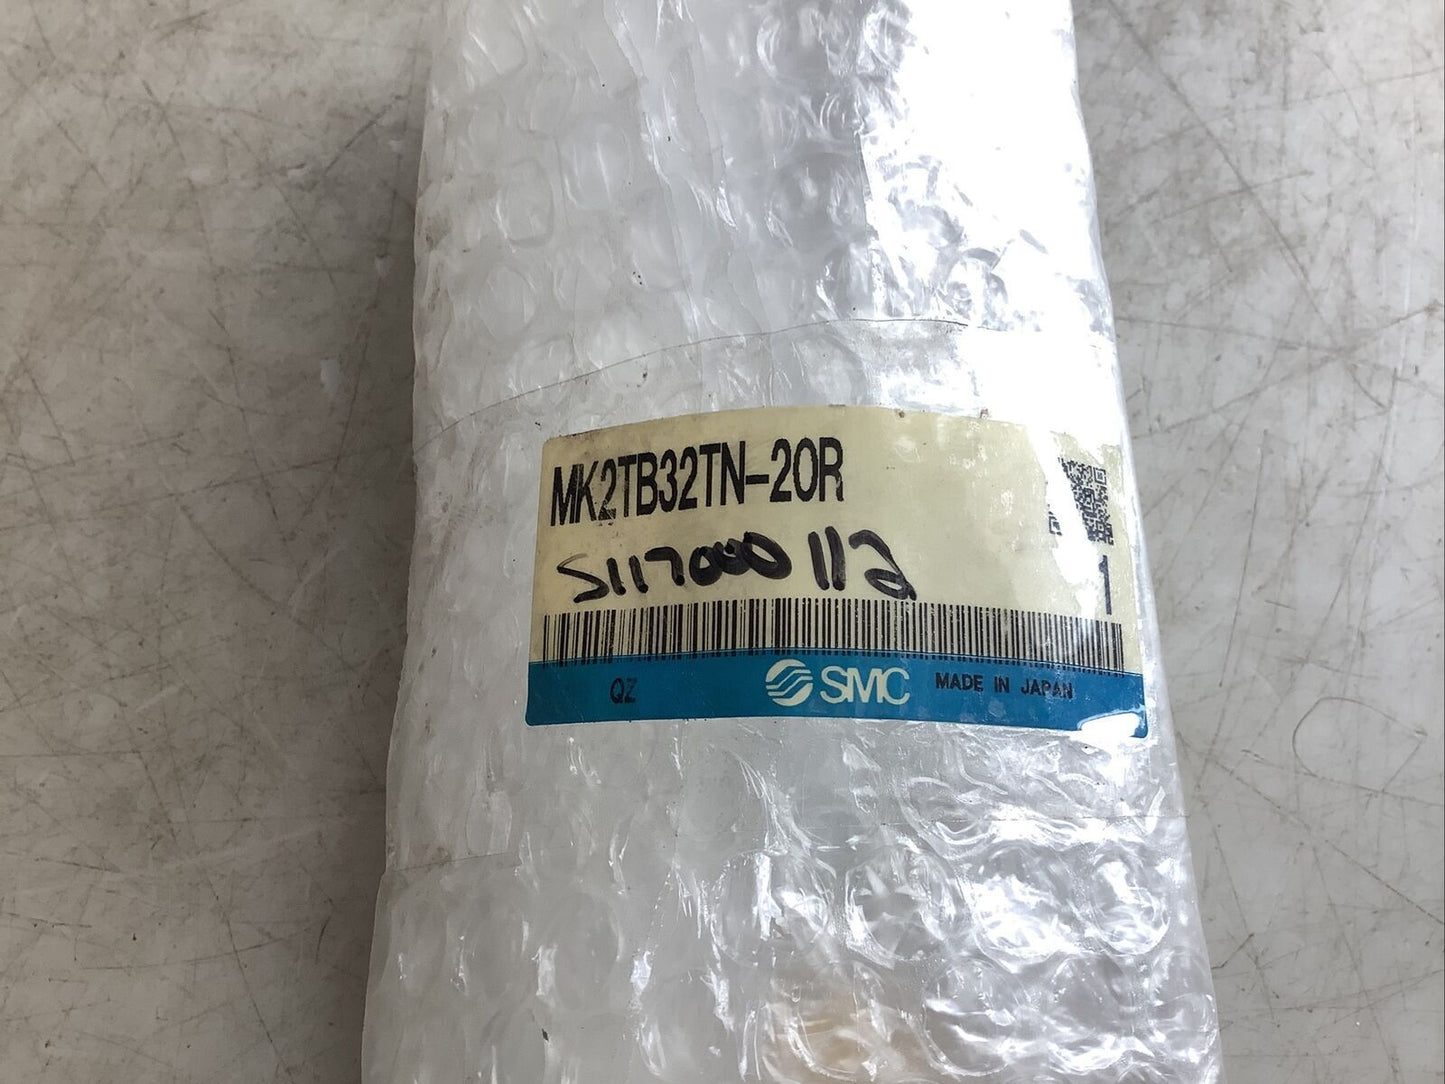 MK2TB32TN-20R
S117000112
1
QZ SMC MADE IN JAPAN